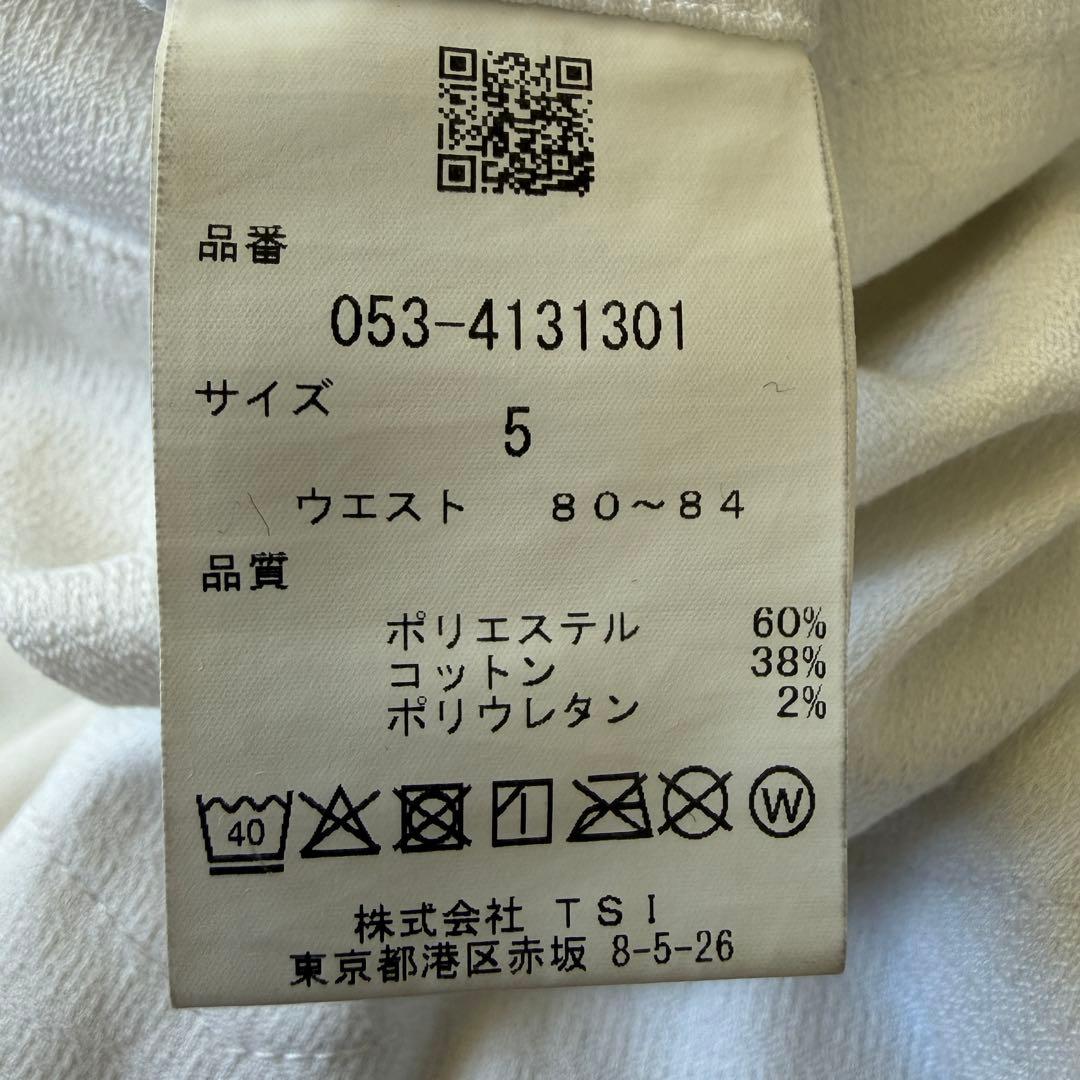 品番
053-4131301
サイズ
5
ウエスト 80～84
品質
ポリエステル 60%
コットン 38%
ポリウレタン 2%
40
W
株式会社 TSI
東京都港区赤坂 8-5-26